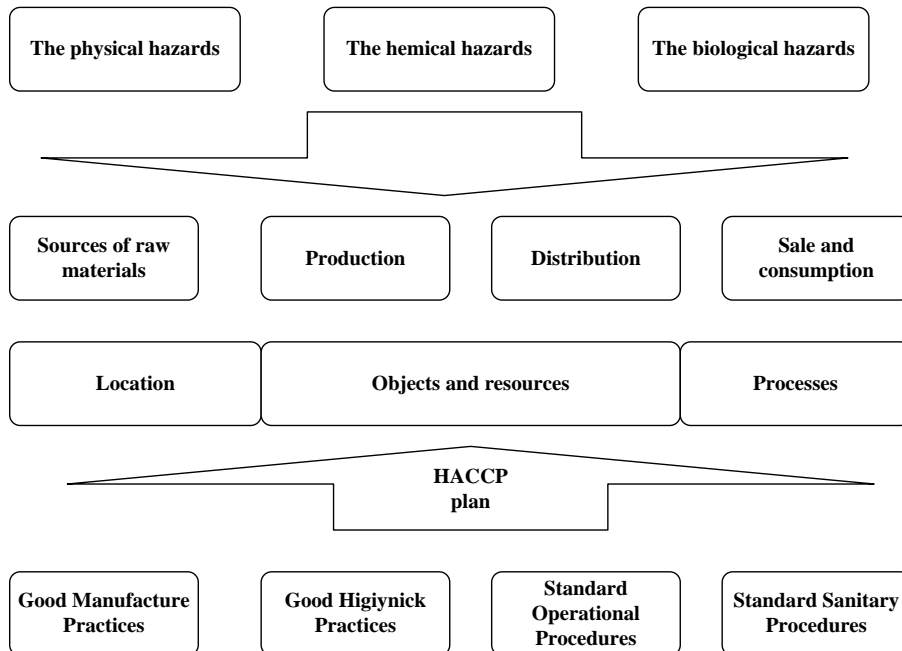 The physical hazards
The hemical hazards
The biological hazards
Sources of raw
materials
Production
Distribution
Sale and
consumption
Location
Objects and resources
Processes
HACCP
plan
Good Manufacture
Practices
Good Higiynick
Practices
Standard
Operational
Procedures
Standard Sanitary
Procedures